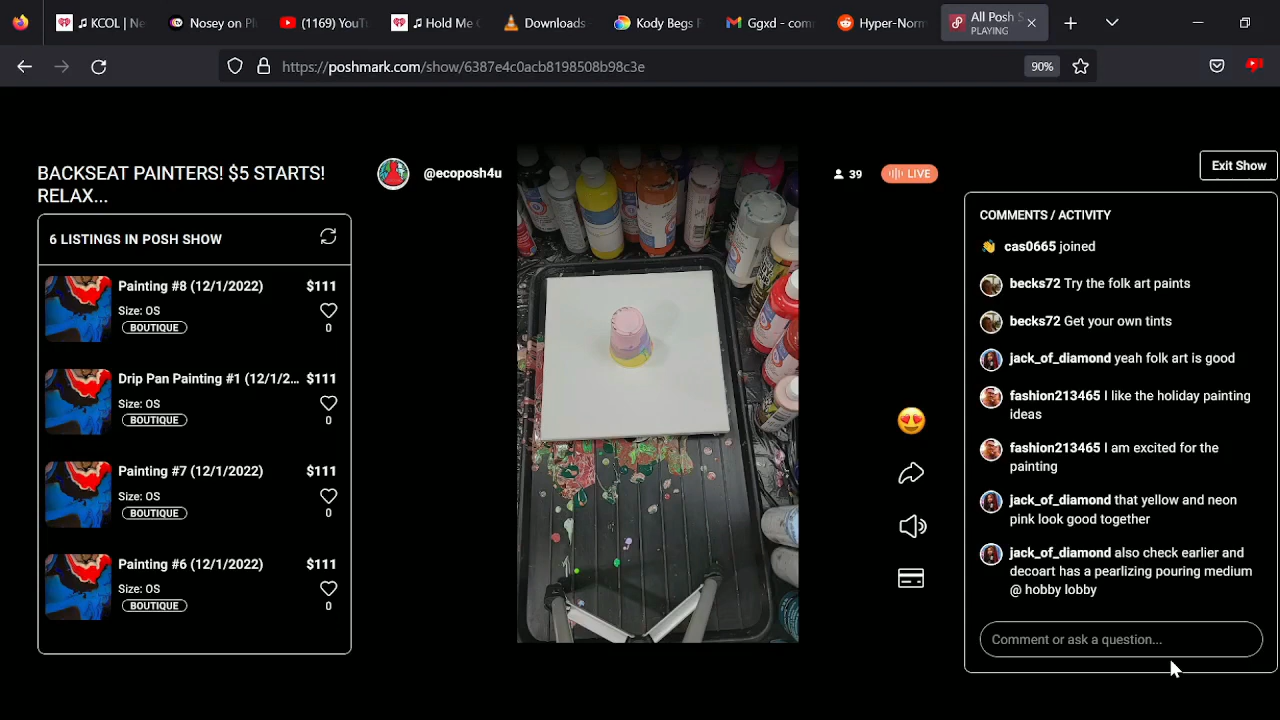 KCOL | Ne
Nosey on Pl
(1169) YouTu
Hold Me C
Downloads
Kody Begs F
Ggxd - com
Hyper-Norm
All Posh S
PLAYING
https://poshmark.com/show/6387e4c0acb8198508b98c3e
90%
BACKSEAT PAINTERS! $5 STARTS!
RELAX...
@ecoposh4u
39
LIVE
Exit Show
6 LISTINGS IN POSH SHOW
Painting #8 (12/1/2022) $111
Size: OS
BOUTIQUE 0
Drip Pan Painting #1 (12/1/2... $111
Size: OS
BOUTIQUE 0
Painting #7 (12/1/2022) $111
Size: OS
BOUTIQUE 0
Painting #6 (12/1/2022) $111
Size: OS
BOUTIQUE 0
COMMENTS / ACTIVITY
cas0665 joined
becks72 Try the folk art paints
becks72 Get your own tints
jack_of_diamond yeah folk art is good
fashion213465 I like the holiday painting
ideas
fashion213465 I am excited for the
painting
jack_of_diamond that yellow and neon
pink look good together
jack_of_diamond also check earlier and
decoart has a pearlizing pouring medium
@ hobby lobby
Comment or ask a question...